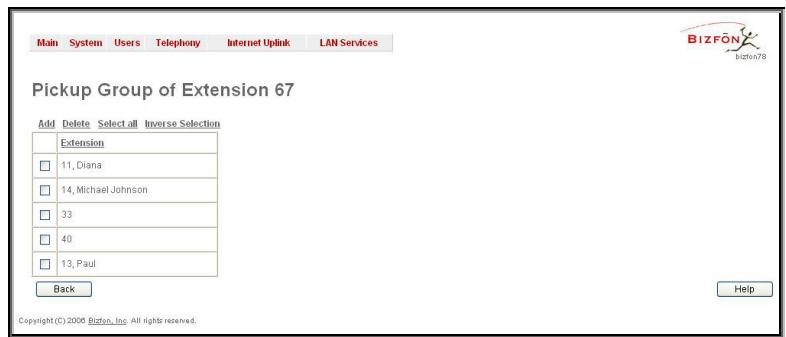 Main System Users Telephony Internet Uplink LAN Services
BIZFŌN
bizfon78
Pickup Group of Extension 67
Add Delete Select all Inverse Selection
Extension
11, Diana
14, Michael Johnson
33
40
13, Paul
Back
Help
Copyright (C) 2006 Bizfon, Inc. All rights reserved.